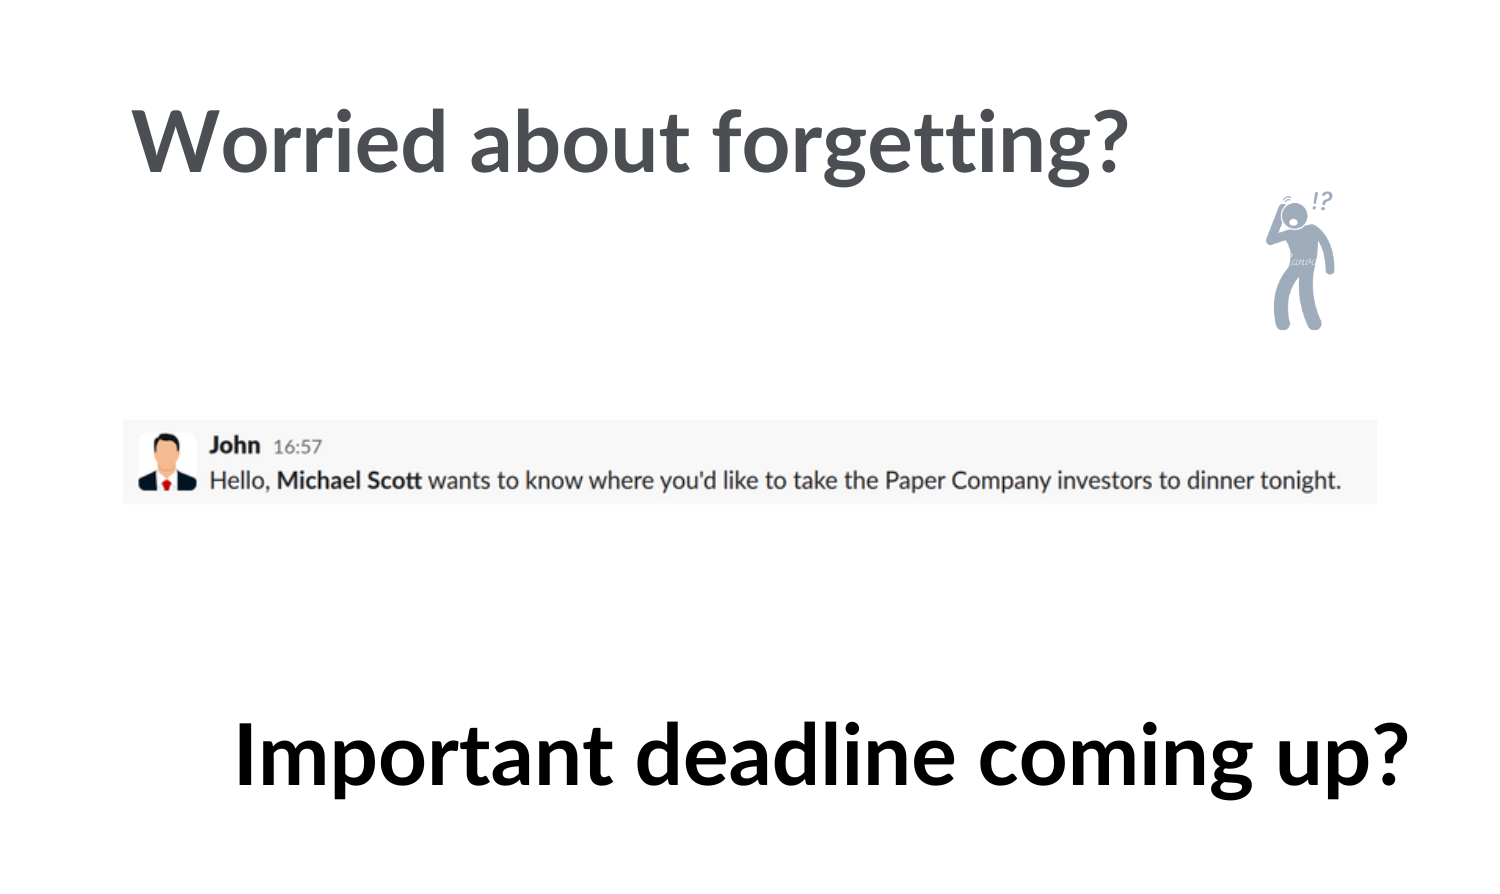 Worried about forgetting?
!?
John 16:57
Hello, Michael Scott wants to know where you'd like to take the Paper Company investors to dinner tonight.
Important deadline coming up?